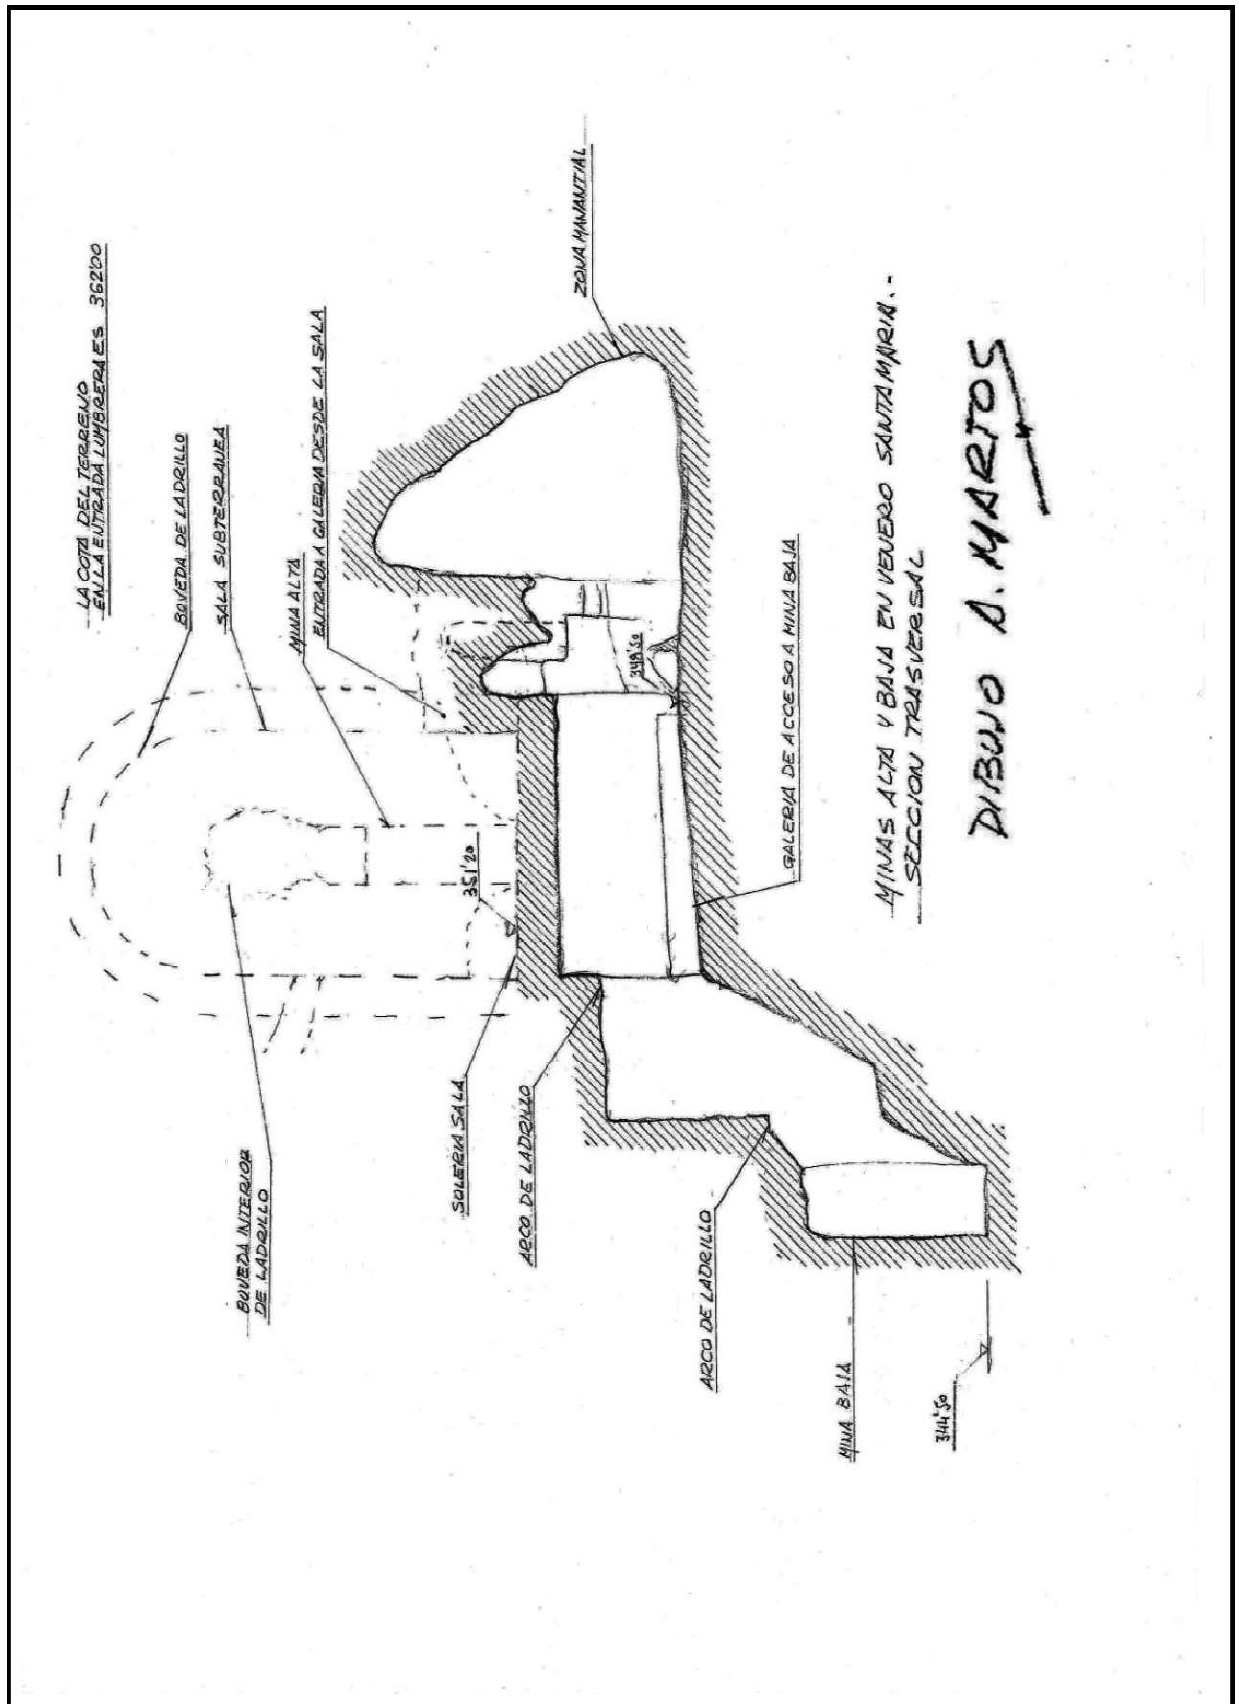 LA COTA DEL TERRENO
EN LA ENTRADA LUMBRERA ES 362'00
BOVEDA DE LADRILLO
SALA SUBTERRANEA
MINA ALTA
ENTRADA A GALERIA DESDE LA SALA
ZONA MANANTIAL
BOVEDA INTERIOR
DE LADRILLO
351'20
349'50
SOLERIA SALA
ARCO DE LADRILLO
GALERIA DE ACCESO A MINA BAJA
ARCO DE LADRILLO
MINA BAJA
344'50
MINAS ALTA Y BAJA EN VENERO SANTA MARIA.-
SECCION TRASVERSAL
DIBUJO A. MARTOS